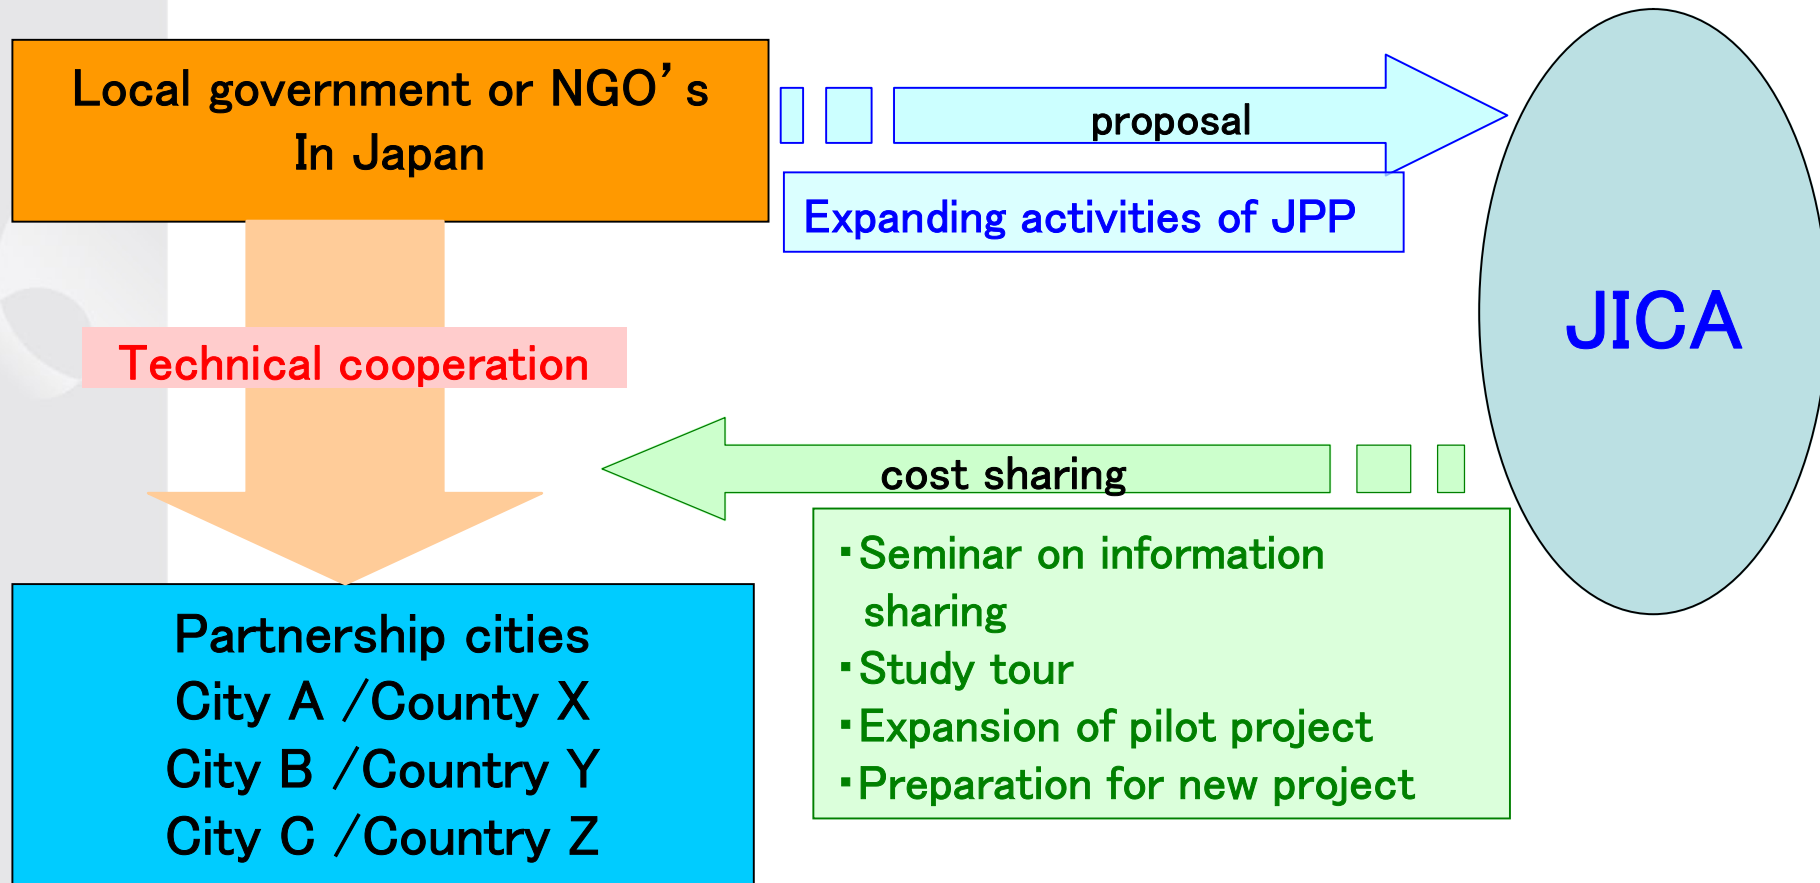 Local government or NGO’s
In Japan
proposal
Expanding activities of JPP
JICA
Technical cooperation
cost sharing
・Seminar on information
sharing
・Study tour
・Expansion of pilot project
・Preparation for new project
Partnership cities
City A /County X
City B /Country Y
City C /Country Z